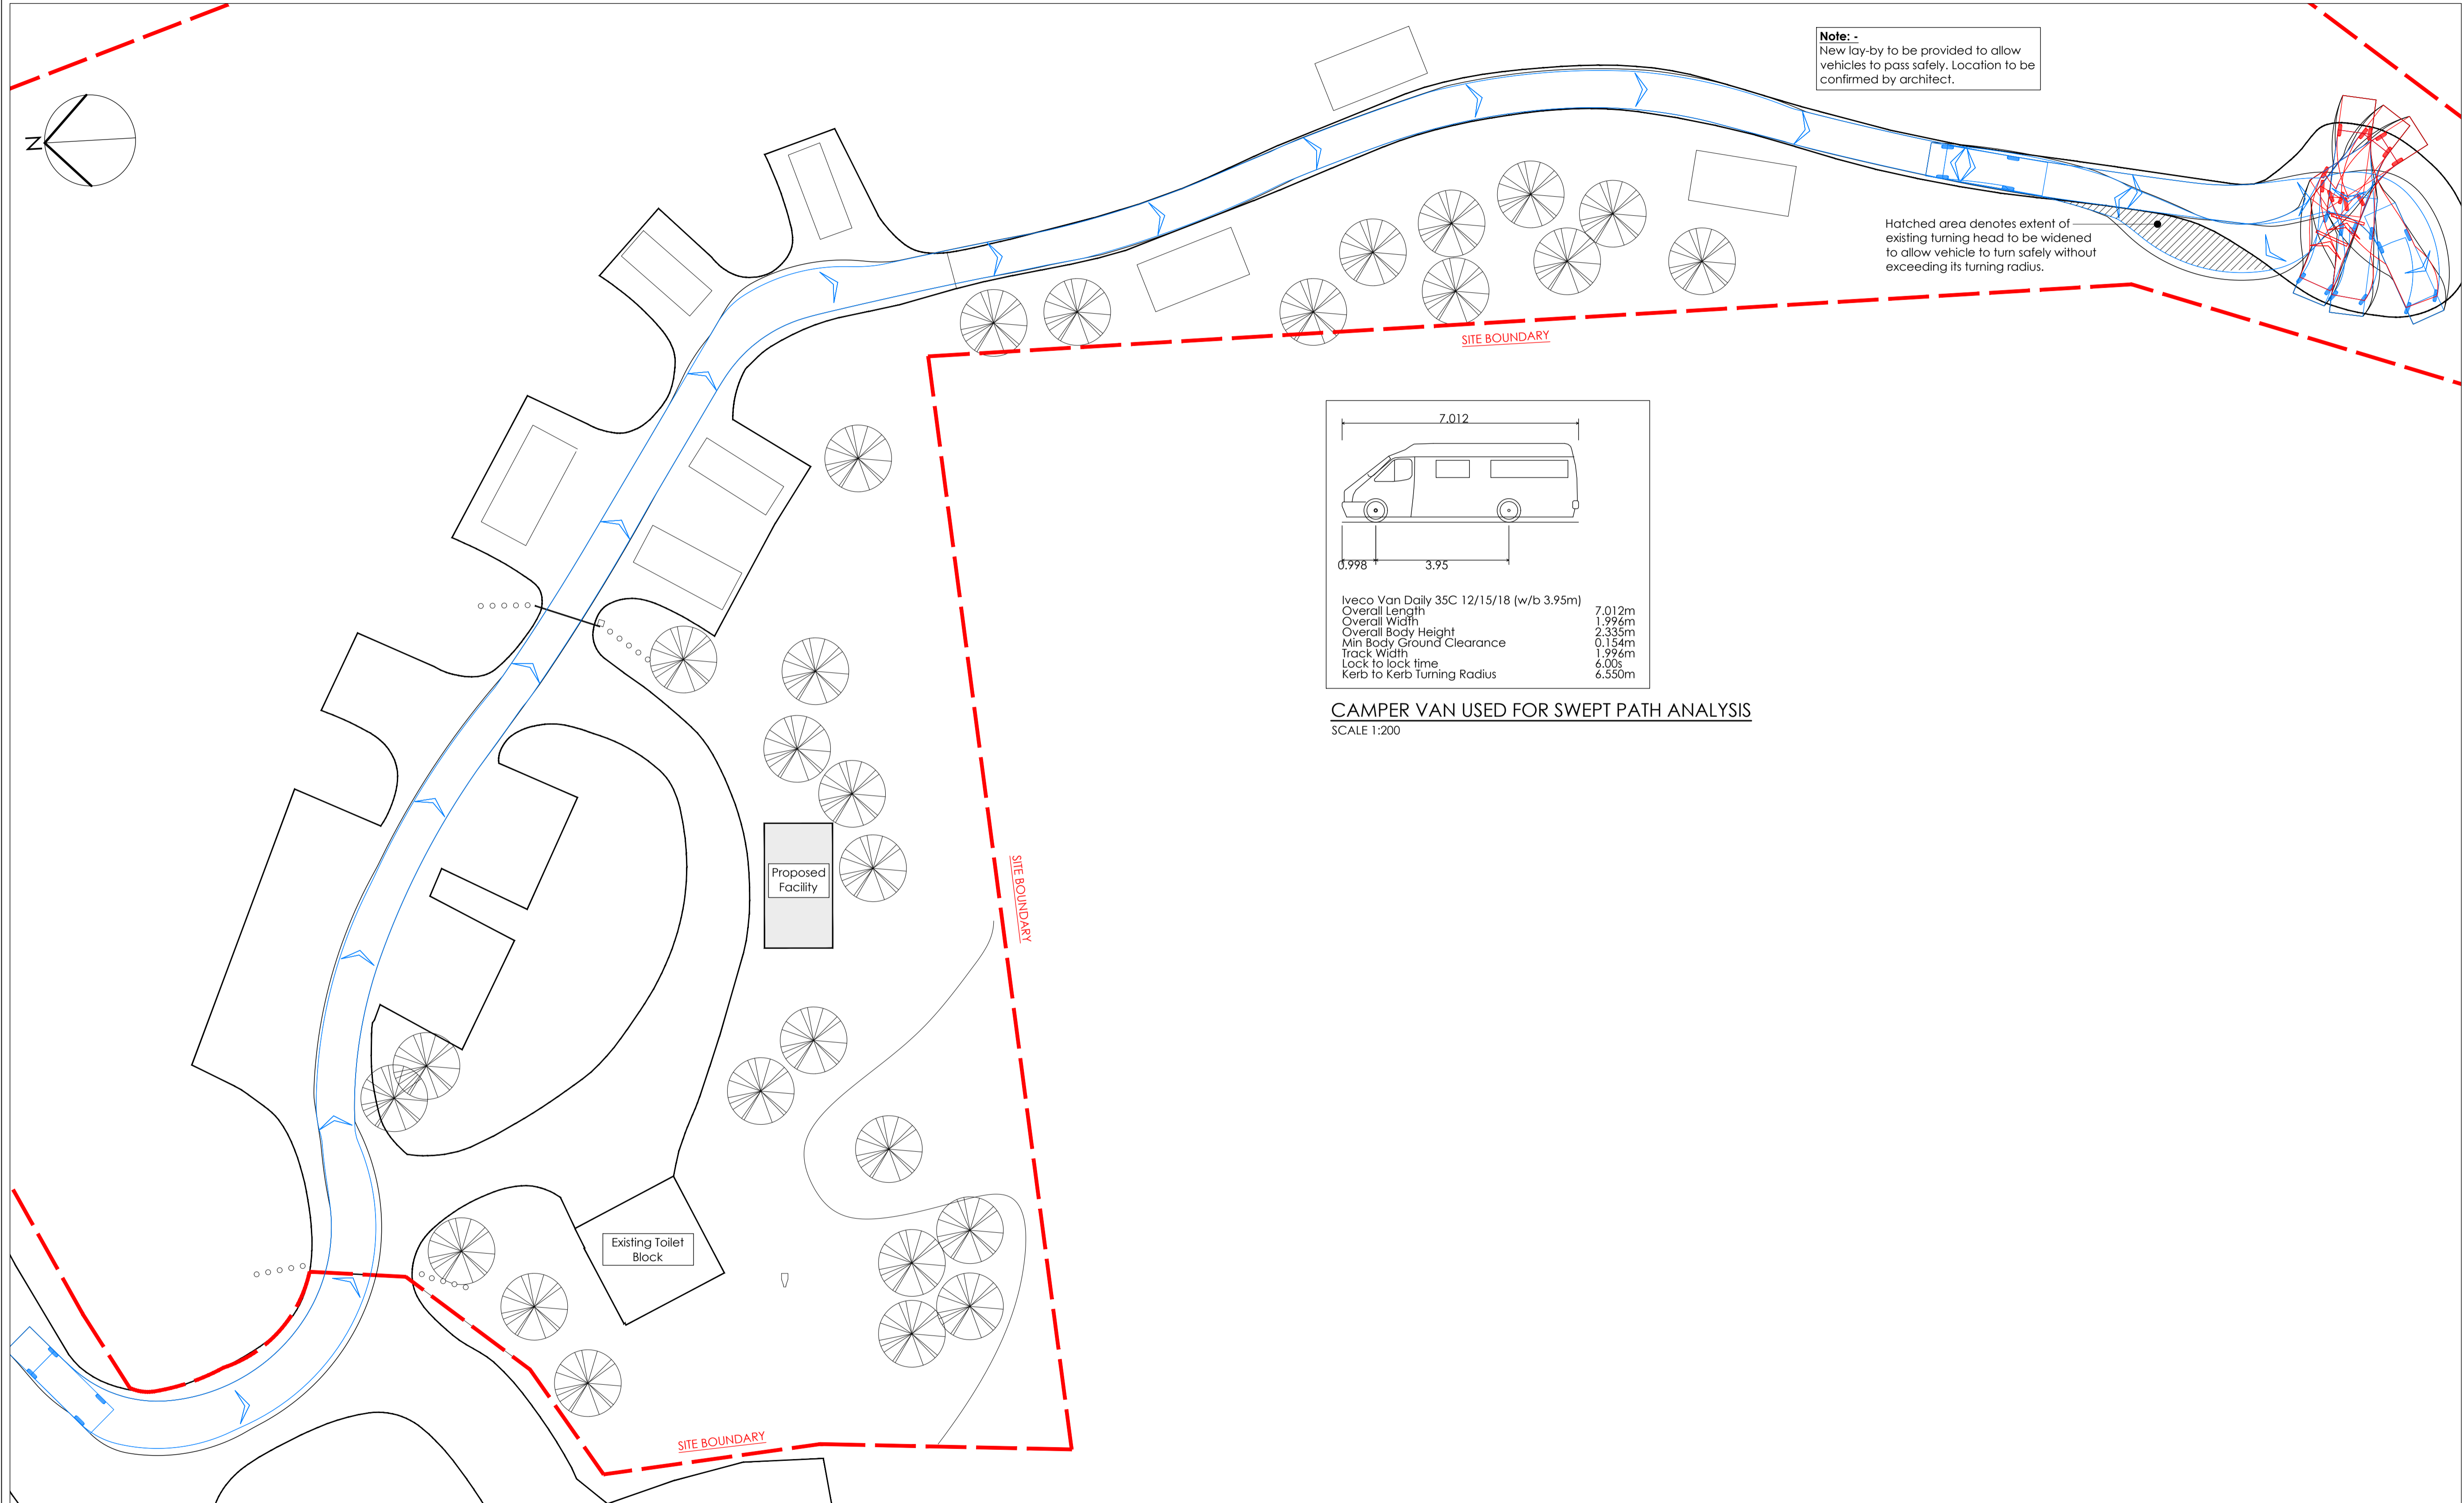 Note: -
New lay-by to be provided to allow
vehicles to pass safely. Location to be
confirmed by architect.
N
Hatched area denotes extent of
existing turning head to be widened
to allow vehicle to turn safely without
exceeding its turning radius.
SITE BOUNDARY
7.012
0.998
3.95
Iveco Van Daily 35C 12/15/18 (w/b 3.95m)
Overall Length 7.012m
Overall Width 1.996m
Overall Body Height 2.335m
Min Body Ground Clearance 0.154m
Track Width 1.996m
Lock to lock time 6.00s
Kerb to Kerb Turning Radius 6.550m
CAMPER VAN USED FOR SWEPT PATH ANALYSIS
SCALE 1:200
Proposed
Facility
SITE BOUNDARY
Existing Toilet
Block
SITE BOUNDARY